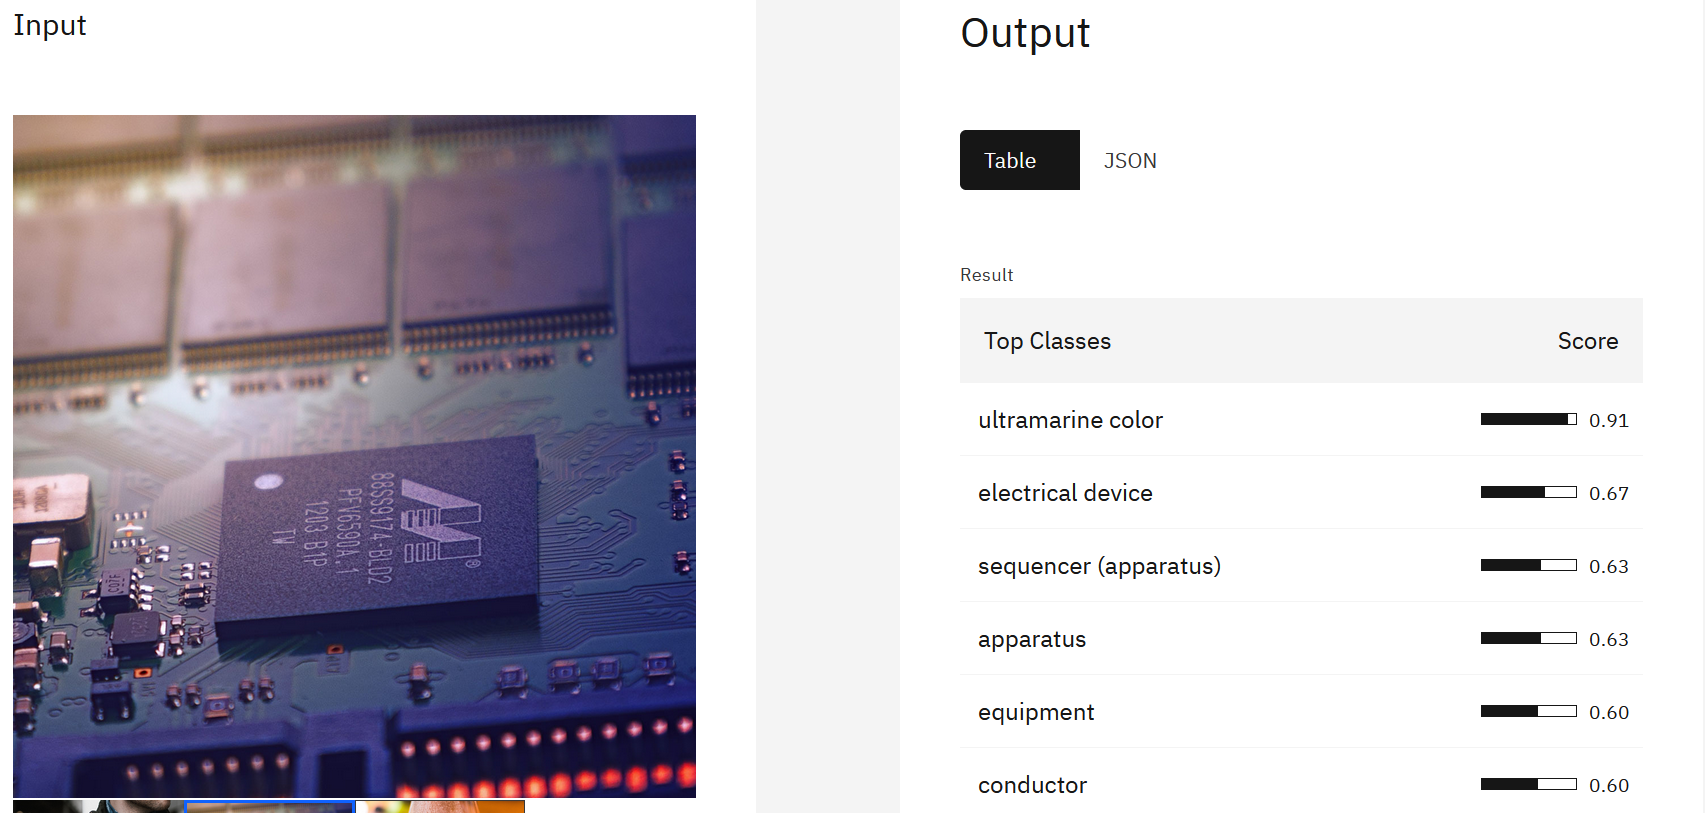 Input
Output
Table
JSON
Result
Top Classes
Score
ultramarine color
0.91
electrical device
0.67
sequencer (apparatus)
0.63
apparatus
0.63
equipment
0.60
conductor
0.60
88SS9174-BLD2
PFV6590A.1
1203 B1P
TW